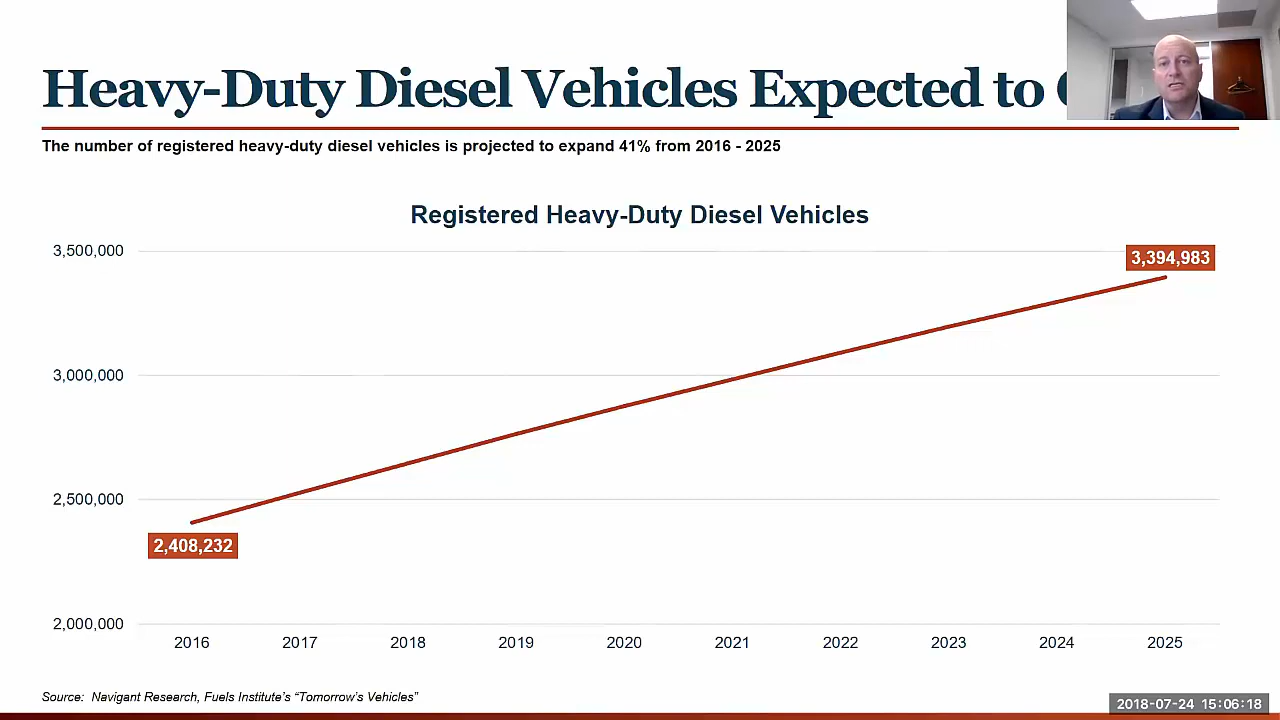 Heavy-Duty Diesel Vehicles Expected to
The number of registered heavy-duty diesel vehicles is projected to expand 41% from 2016 - 2025
Registered Heavy-Duty Diesel Vehicles
3,500,000
3,394,983
3,000,000
2,500,000
2,408,232
2,000,000
2016 2017 2018 2019 2020 2021 2022 2023 2024 2025
Source: Navigant Research, Fuels Institute's "Tomorrow's Vehicles"
2018-07-24 15:06:18